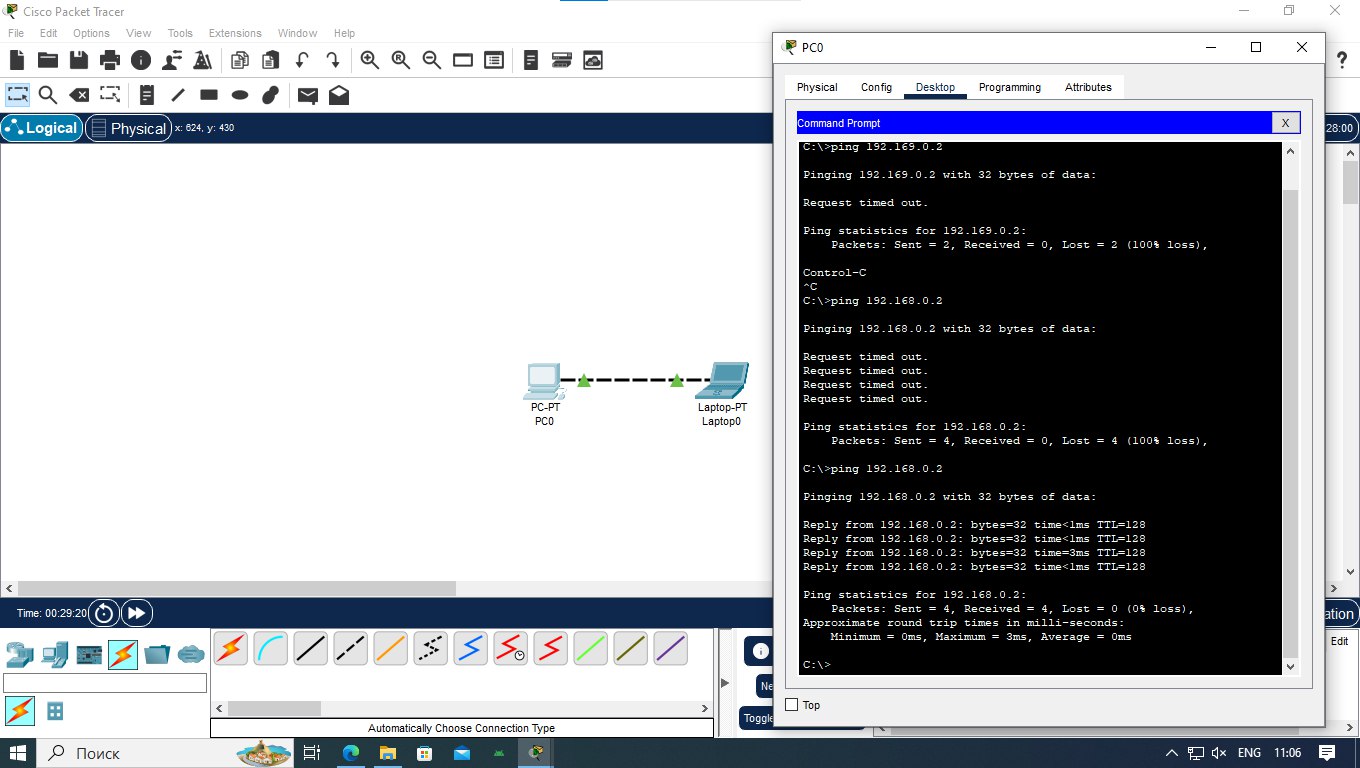 Cisco Packet Tracer
File Edit Options View Tools Extensions Window Help
Logical
Physical
x: 624, y: 430
28:00
PC-PT
PC0
Laptop-PT
Laptop0
PC0
Physical Config Desktop Programming Attributes
Command Prompt
X
C:\>ping 192.169.0.2
Pinging 192.169.0.2 with 32 bytes of data:
Request timed out.
Ping statistics for 192.169.0.2:
Packets: Sent = 2, Received = 0, Lost = 2 (100% loss),
Control-C
^C
C:\>ping 192.168.0.2
Pinging 192.168.0.2 with 32 bytes of data:
Request timed out.
Request timed out.
Request timed out.
Request timed out.
Ping statistics for 192.168.0.2:
Packets: Sent = 4, Received = 0, Lost = 4 (100% loss),
C:\>ping 192.168.0.2
Pinging 192.168.0.2 with 32 bytes of data:
Reply from 192.168.0.2: bytes=32 time<1ms TTL=128
Reply from 192.168.0.2: bytes=32 time<1ms TTL=128
Reply from 192.168.0.2: bytes=32 time=3ms TTL=128
Reply from 192.168.0.2: bytes=32 time<1ms TTL=128
Ping statistics for 192.168.0.2:
Packets: Sent = 4, Received = 4, Lost = 0 (0% loss),
Approximate round trip times in milli-seconds:
Minimum = 0ms, Maximum = 3ms, Average = 0ms
C:\>
Top
Time: 00:29:20
ation
Edit
Ne
Toggle
Automatically Choose Connection Type
Поиск
ENG
11:06